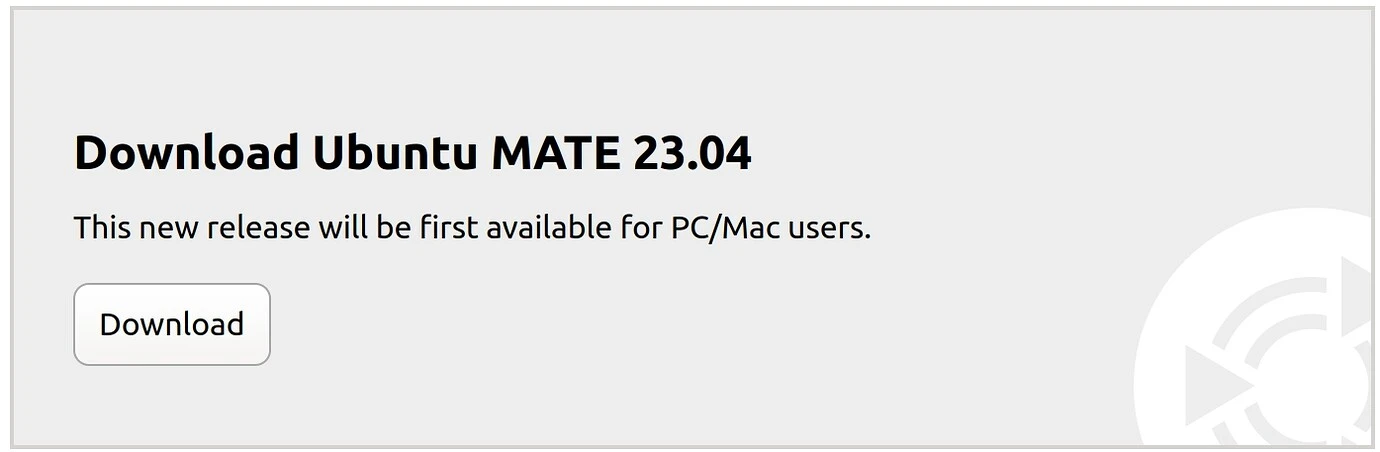 Download Ubuntu MATE 23.04
This new release will be first available for PC/Mac users.
Download